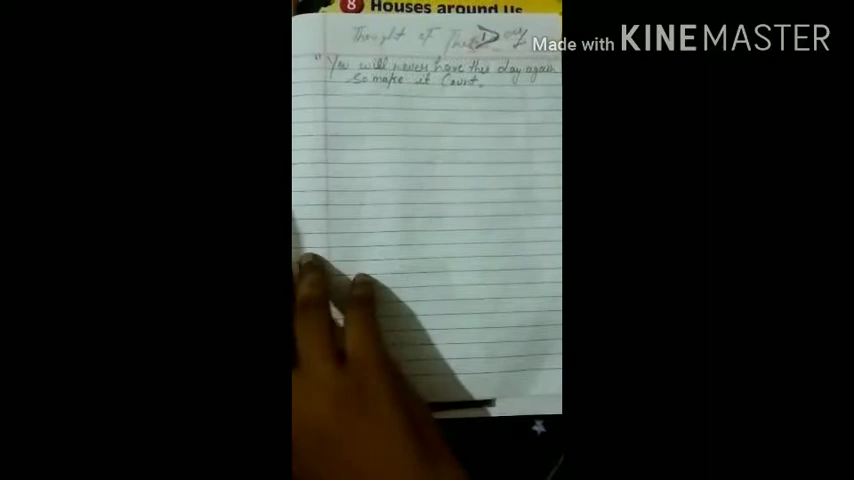 8 Houses around Us
Thought of The Day
Made with KINEMASTER
" You will never have this day again
so make it count.